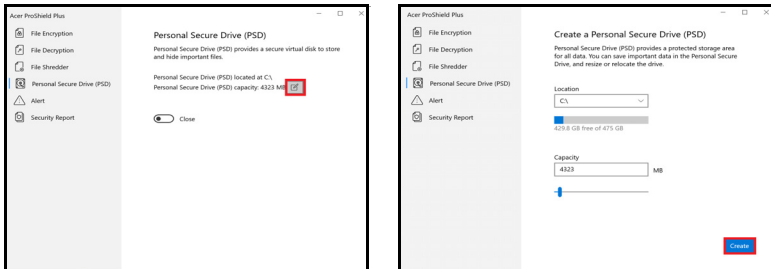 Acer ProShield Plus
File Encryption
File Decryption
File Shredder
Personal Secure Drive (PSD)
Alert
Security Report
Personal Secure Drive (PSD)
Personal Secure Drive (PSD) provides a secure virtual disk to store
and hide important files.
Personal Secure Drive (PSD) located at C:\
Personal Secure Drive (PSD) capacity: 4323 MB
Close
Acer ProShield Plus
File Encryption
File Decryption
File Shredder
Personal Secure Drive (PSD)
Alert
Security Report
Create a Personal Secure Drive (PSD)
Personal Secure Drive (PSD) provides a protected storage area
for all data. You can save important data in the Personal Secure
Drive, and resize or relocate the drive.
Location
C:\
429.8 GB free of 475 GB
Capacity
4323 MB
Create